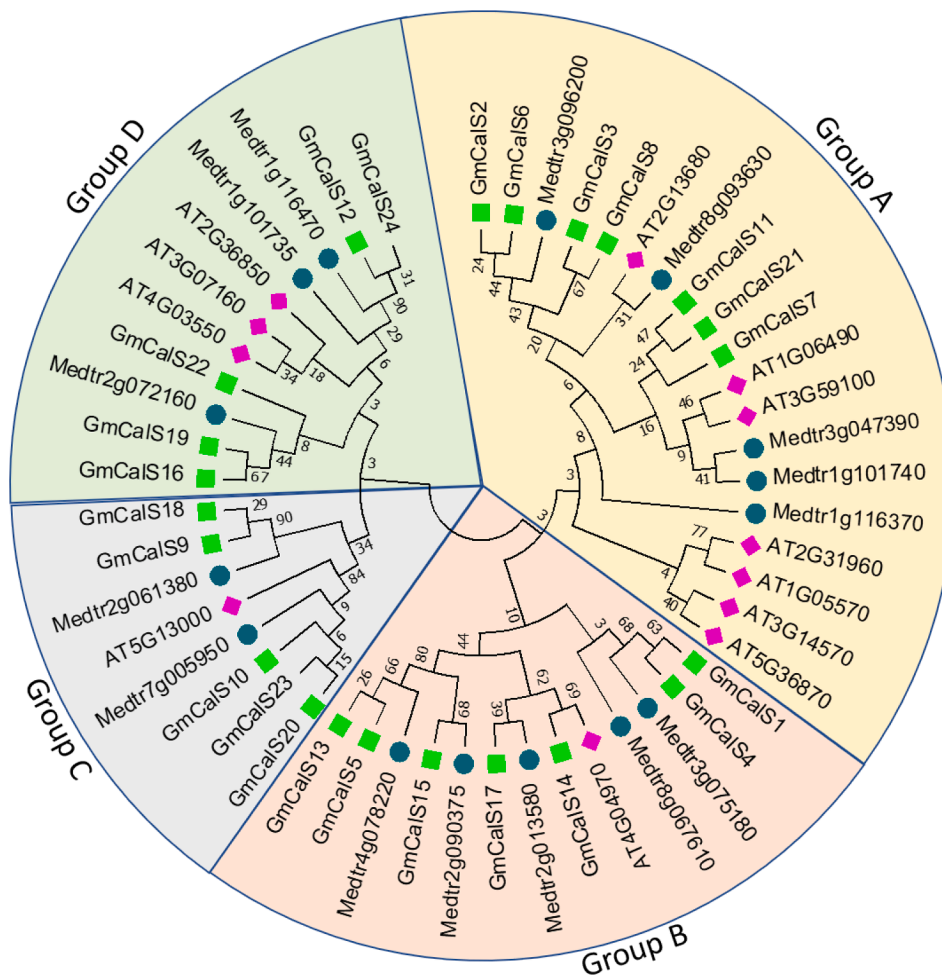 Group A
GmCalS2
GmCalS6
Medtr3g096200
GmCalS3
GmCalS8
AT2G13680
Medtr8g093630
GmCalS11
GmCalS21
GmCalS7
AT1G06490
AT3G59100
Medtr3g047390
Medtr1g101740
Medtr1g116370
AT2G31960
AT1G05570
AT3G14570
AT5G36870
24
44
43
67
20
31
47
24
6
16
46
9
41
8
3
77
4
40
3
Group B
GmCalS1
GmCalS4
Medtr3g075180
Medtr8g097610
AT4G04970
GmCalS14
Medtr2g013580
GmCalS17
Medtr2g090375
GmCalS15
Medtr4g078220
GmCalS5
GmCalS13
63
68
3
10
44
69
62
39
68
80
66
26
Group C
GmCalS20
GmCalS23
GmCalS10
Medtr7g005950
AT5G13000
Medtr2g061380
GmCalS9
GmCalS18
15
6
9
84
34
90
29
Group D
GmCalS16
GmCalS19
Medtr2g072160
GmCalS22
AT4G03550
AT3G07160
AT2G36850
Medtr1g101735
Medtr1g116470
GmCalS12
GmCalS24
67
44
8
34
18
3
3
6
29
90
31